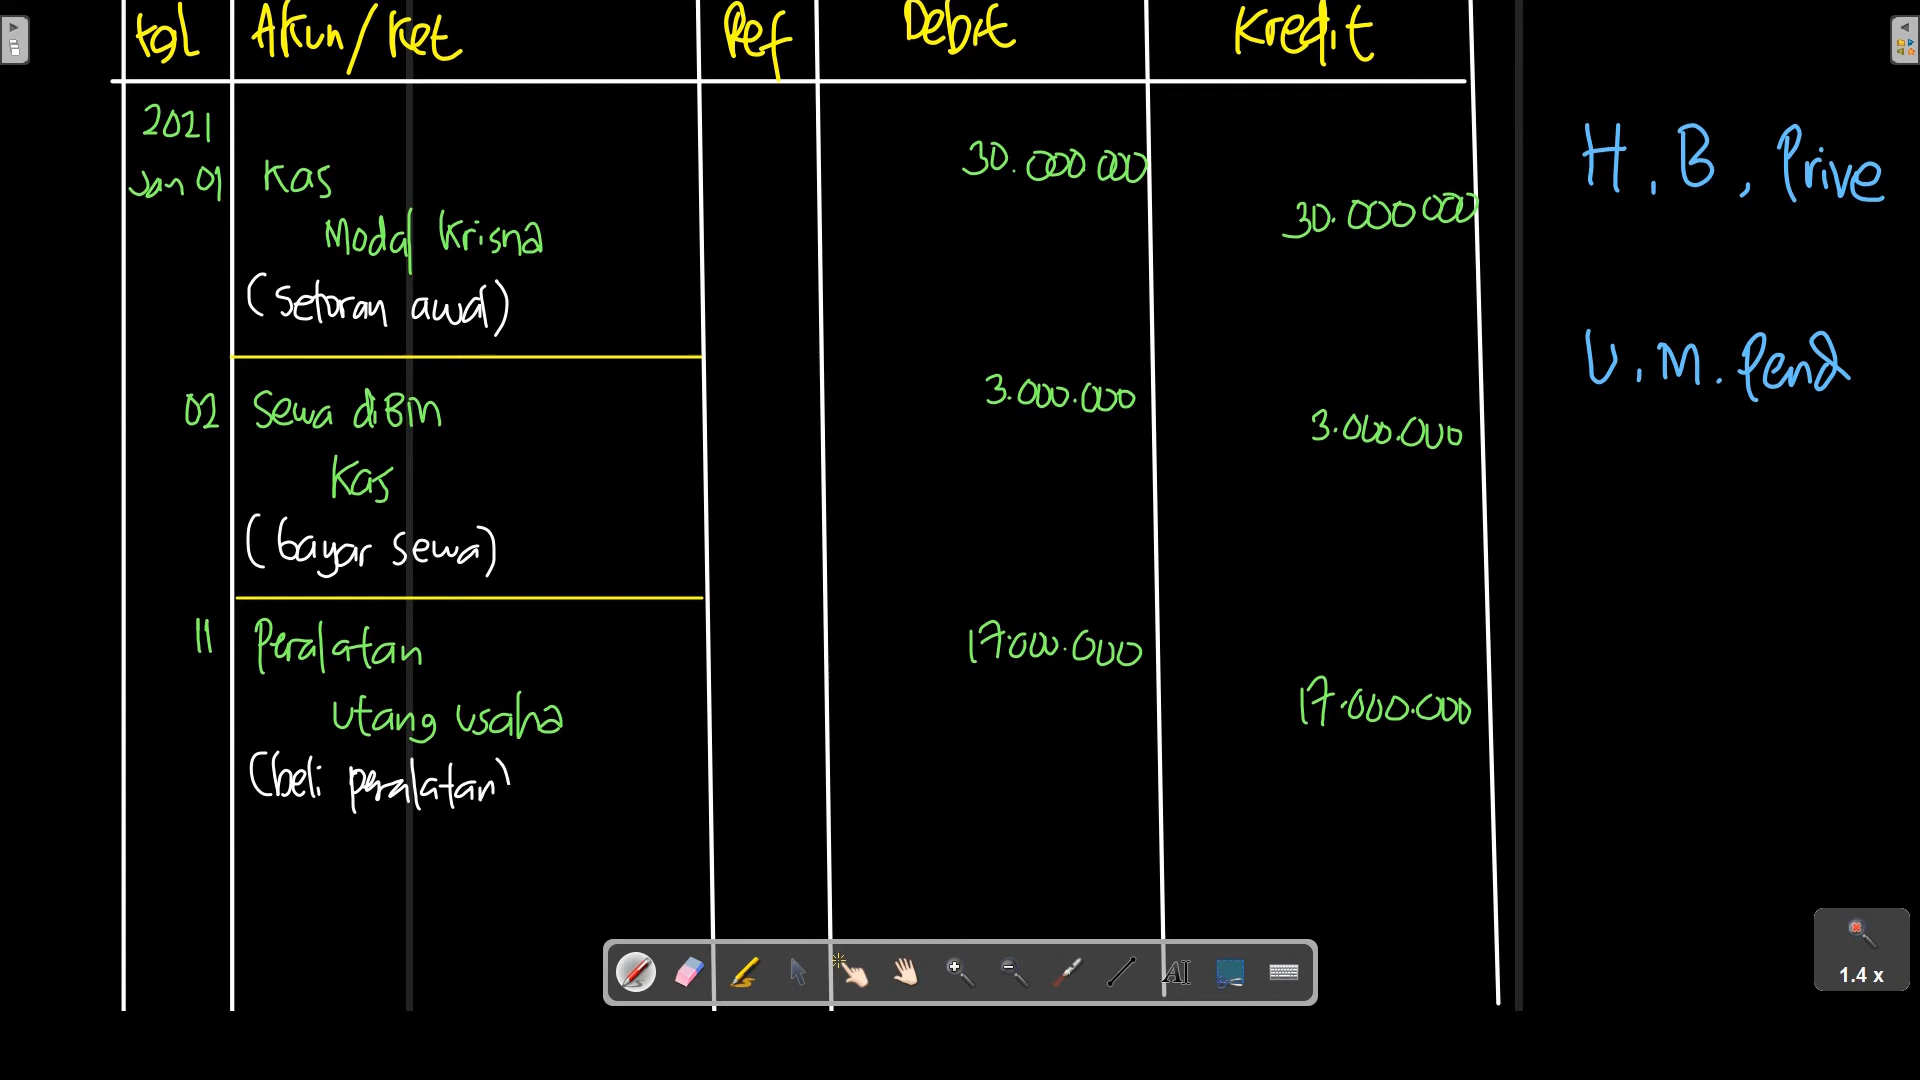 tgl Akun/Ket Ref Debit Kredit
2021
Jan 01 Kas 30.000 000
Modal Krisna 30.000 000
(Setoran awal)
02 Sewa diBM 3.000.000
Kas 3.000.000
(bayar sewa)
11 Peralatan 17.000.000
Utang usaha 17.000.000
(beli peralatan)
H, B, Prive
U, M. Pend
AI
1.4 x